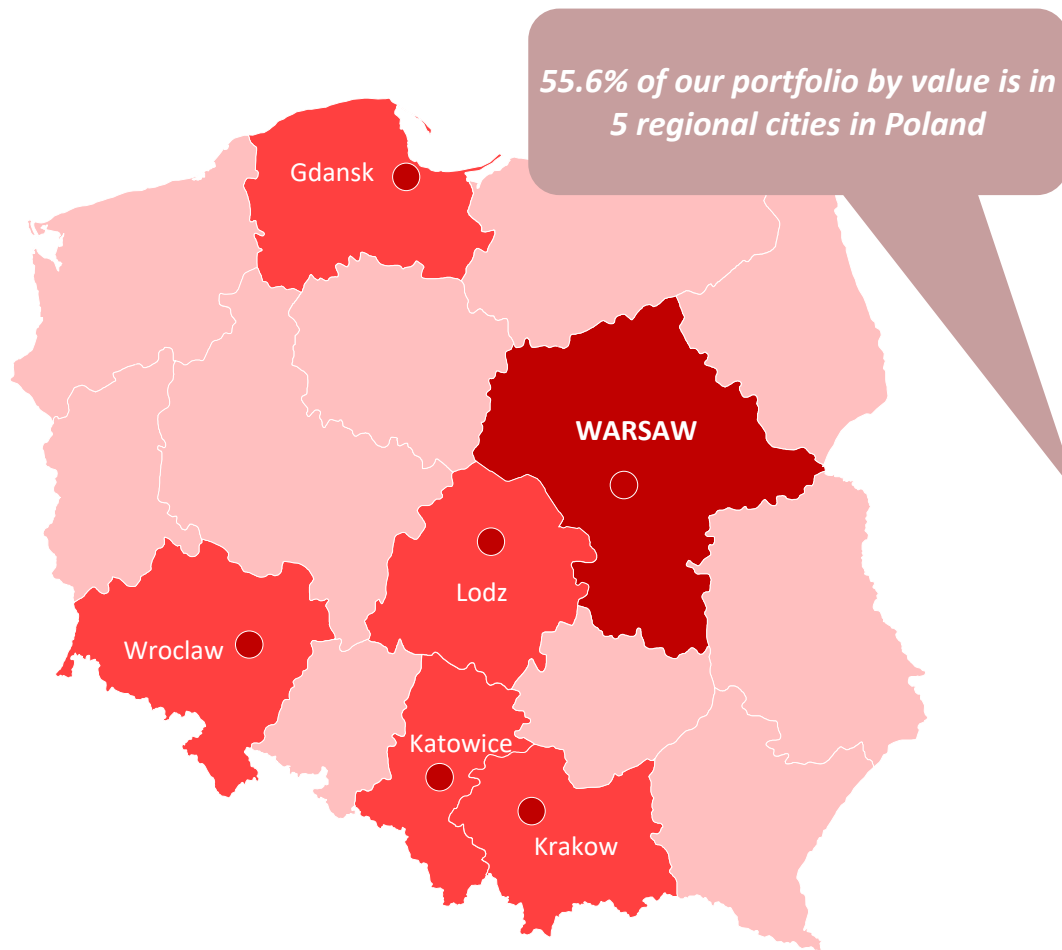 55.6% of our portfolio by value is in
5 regional cities in Poland
Gdansk
WARSAW
Lodz
Wroclaw
Katowice
Krakow